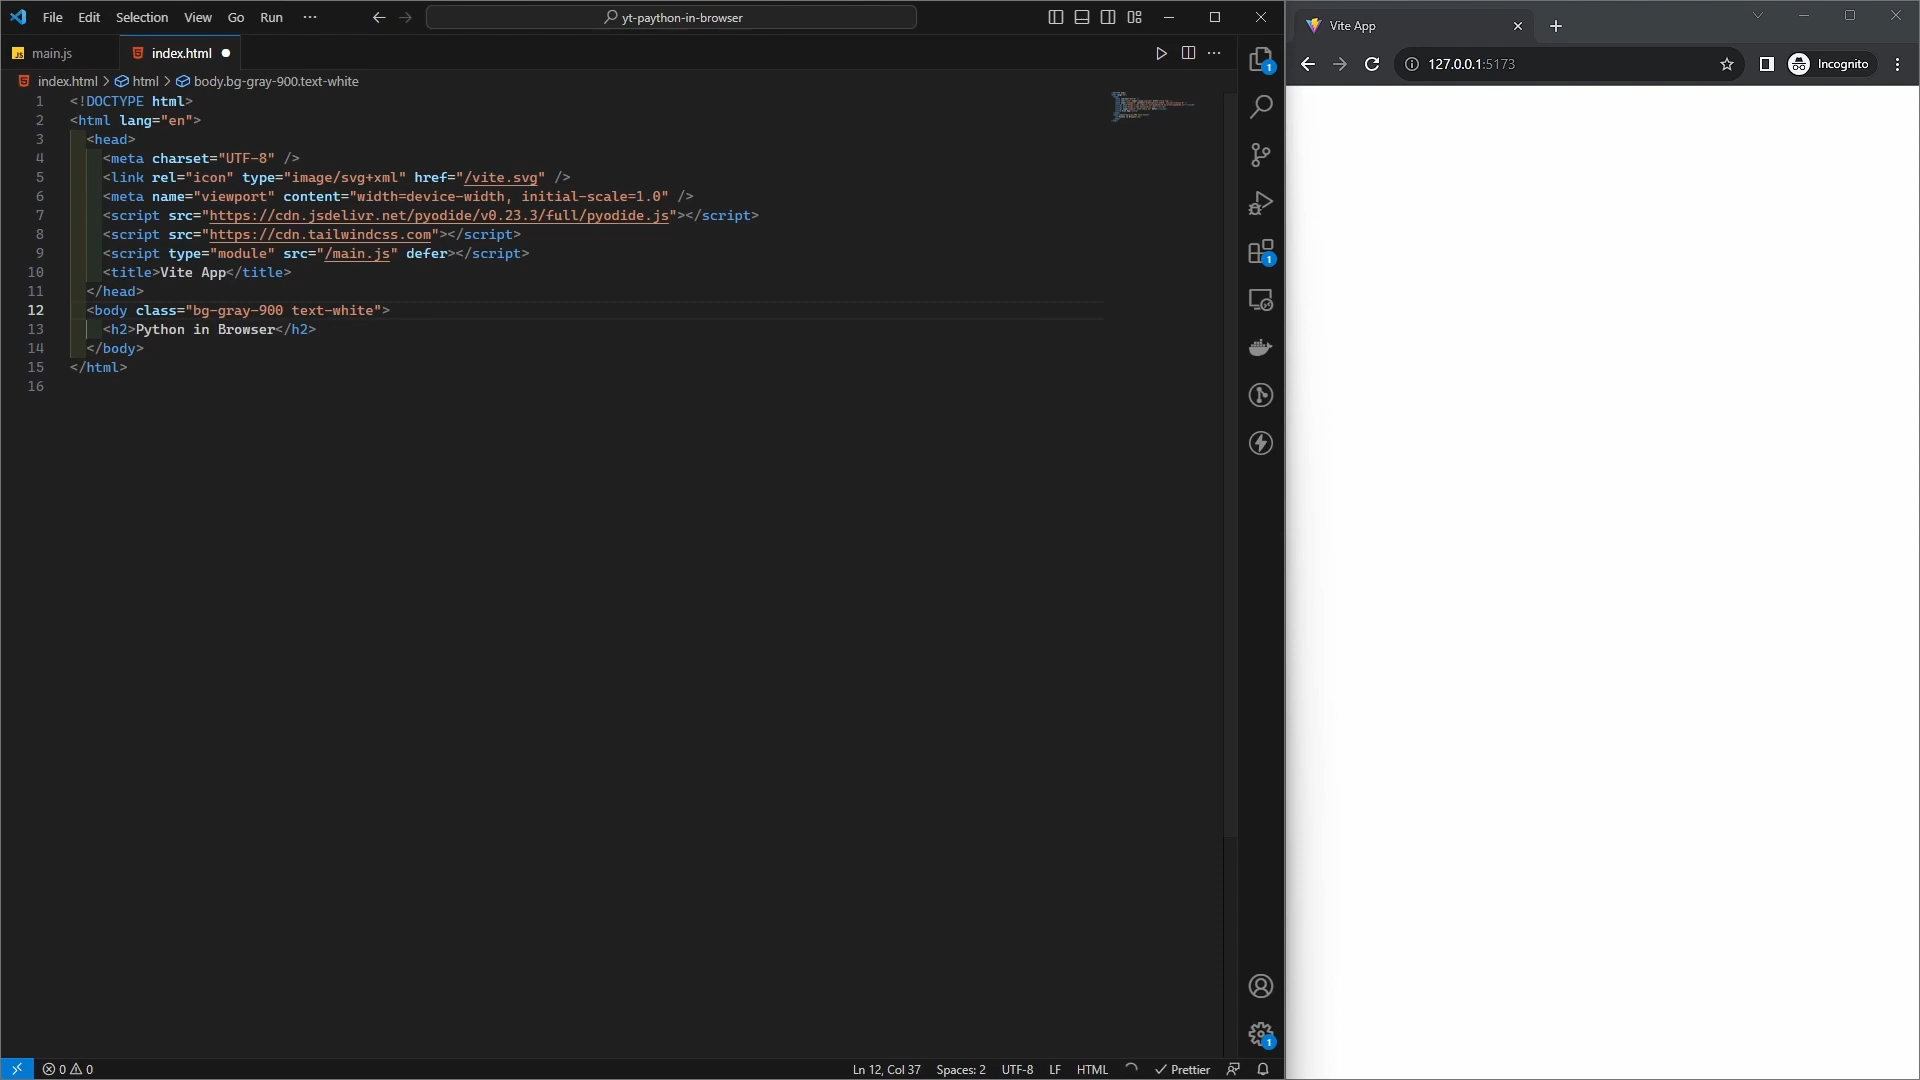 File Edit Selection View Go Run ··· yt-paython-in-browser
main.js index.html
index.html > html > body.bg-gray-900.text-white
1 <!DOCTYPE html>
2 <html lang="en">
3 <head>
4 <meta charset="UTF-8" />
5 <link rel="icon" type="image/svg+xml" href="/vite.svg" />
6 <meta name="viewport" content="width=device-width, initial-scale=1.0" />
7 <script src="https://cdn.jsdelivr.net/pyodide/v0.23.3/full/pyodide.js"></script>
8 <script src="https://cdn.tailwindcss.com"></script>
9 <script type="module" src="/main.js" defer></script>
10 <title>Vite App</title>
11 </head>
12 <body class="bg-gray-900 text-white">
13 <h2>Python in Browser</h2>
14 </body>
15 </html>
16
1
1
1
0 0 Ln 12, Col 37 Spaces: 2 UTF-8 LF HTML Prettier
Vite App
127.0.0.1:5173 Incognito